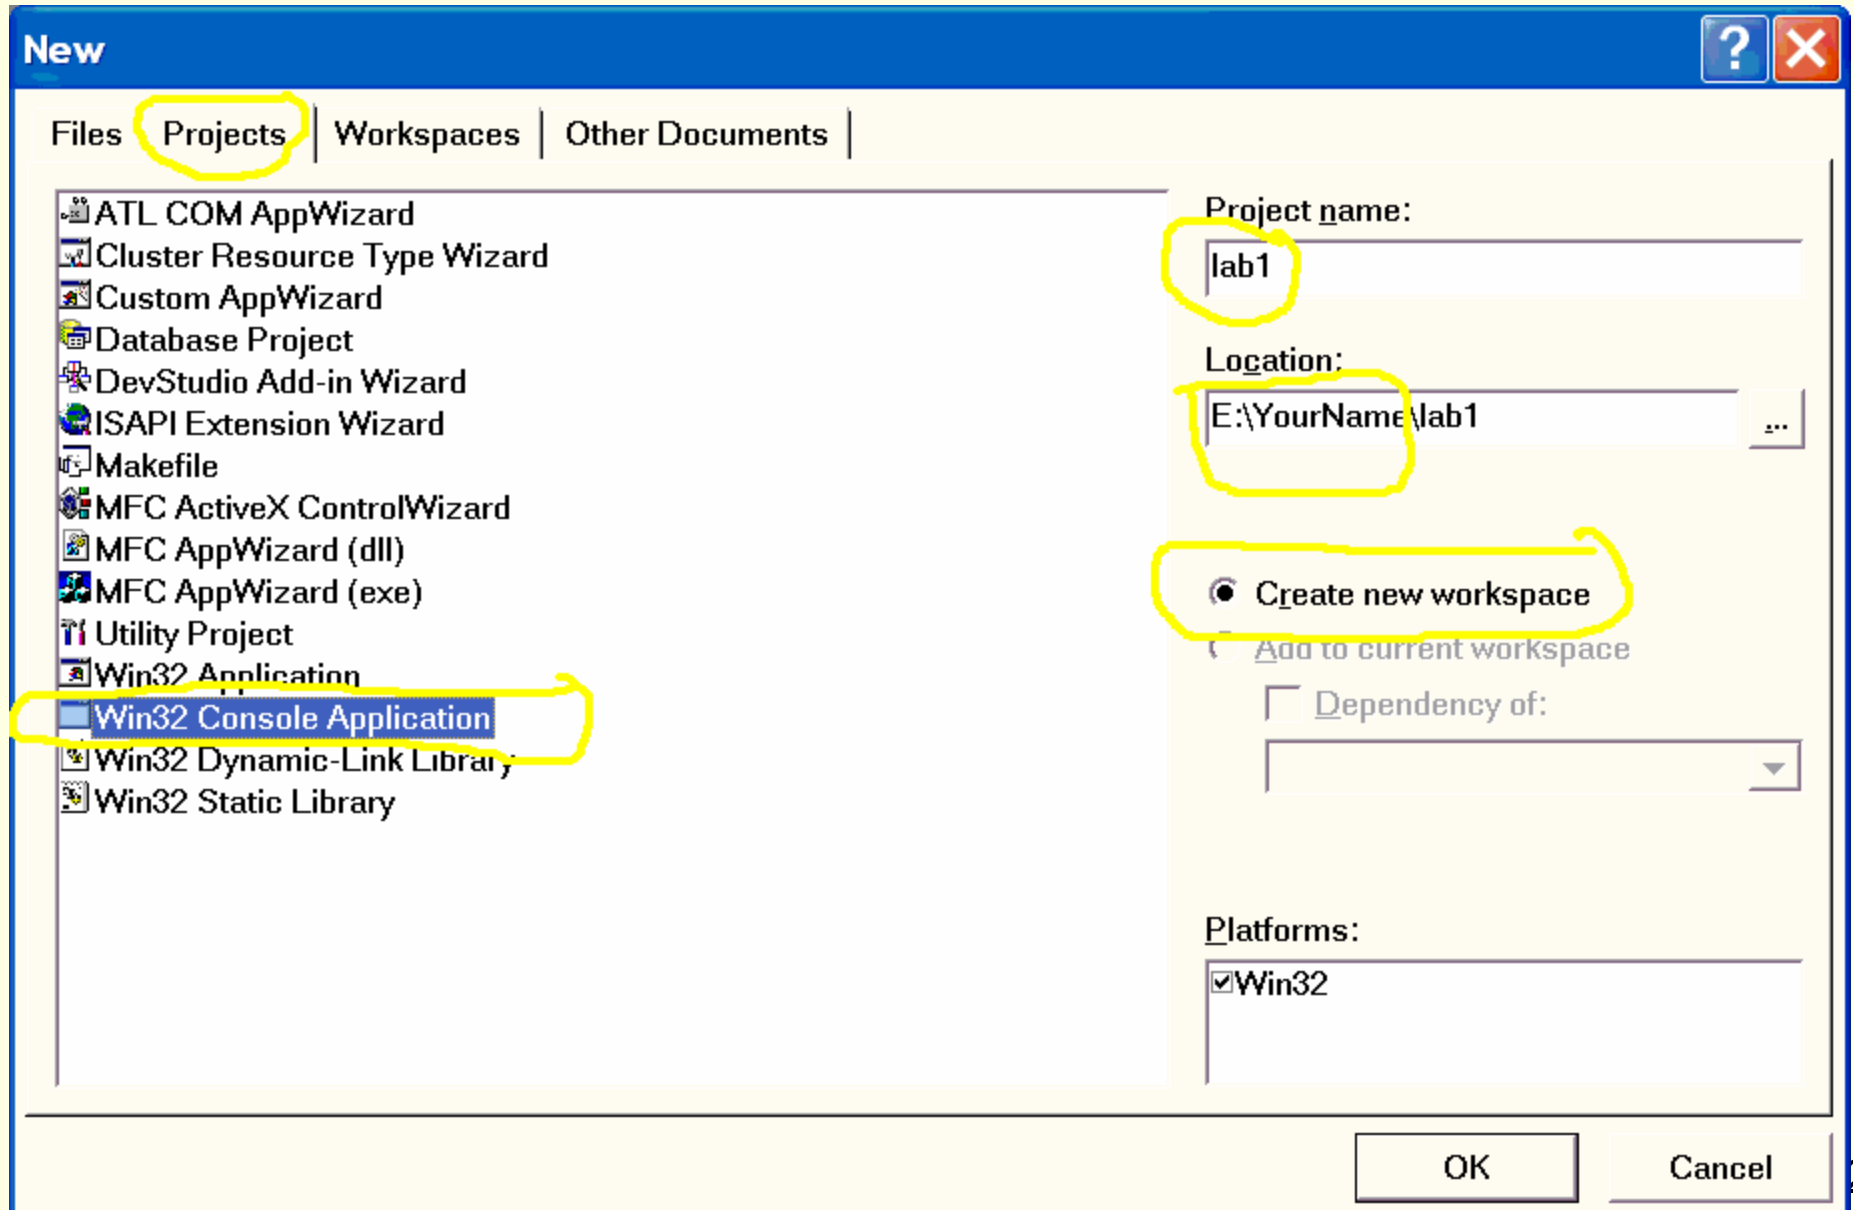 New
Files Projects Workspaces Other Documents
ATL COM AppWizard
Cluster Resource Type Wizard
Custom AppWizard
Database Project
DevStudio Add-in Wizard
ISAPI Extension Wizard
Makefile
MFC ActiveX ControlWizard
MFC AppWizard (dll)
MFC AppWizard (exe)
Utility Project
Win32 Application
Win32 Console Application
Win32 Dynamic-Link Library
Win32 Static Library
Project name:
lab1
Location:
E:\YourName\lab1
...
Create new workspace
Add to current workspace
Dependency of:
Platforms:
Win32
OK
Cancel